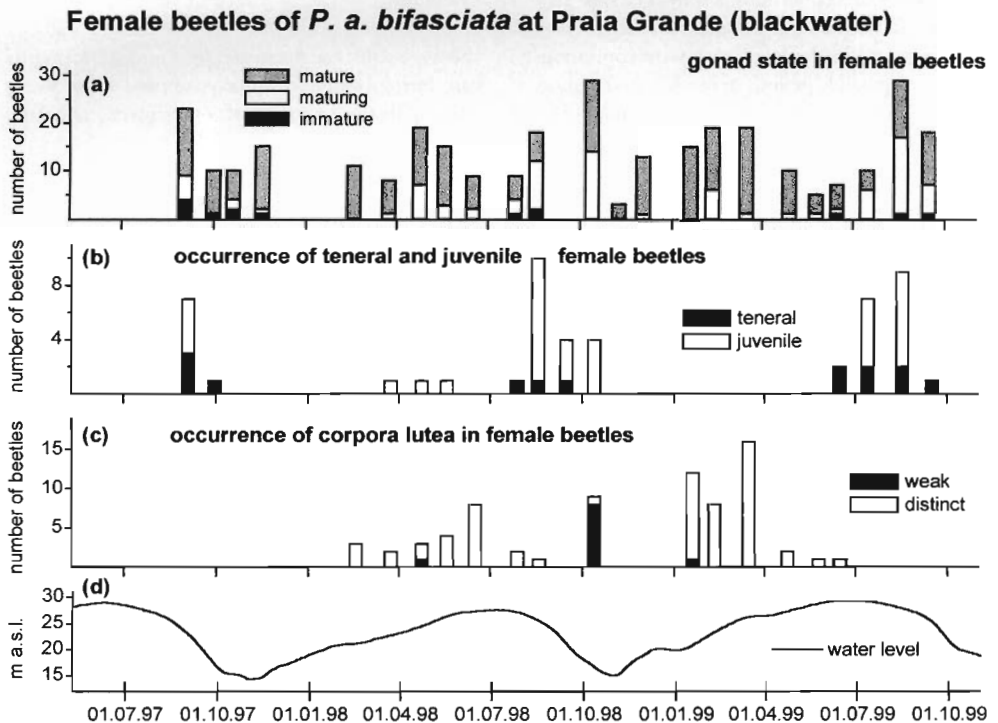 Female beetles of P. a. bifasciata at Praia Grande (blackwater)
gonad state in female beetles
(a)
mature
maturing
immature
number of beetles
30
20
10
(b)
occurrence of teneral and juvenile female beetles
teneral
juvenile
number of beetles
8
4
(c)
occurrence of corpora lutea in female beetles
weak
distinct
number of beetles
15
10
5
(d)
m a.s.l.
30
25
20
15
water level
01.07.97 01.10.97 01.01.98 01.04.98 01.07.98 01.10.98 01.01.99 01.04.99 01.07.99 01.10.99